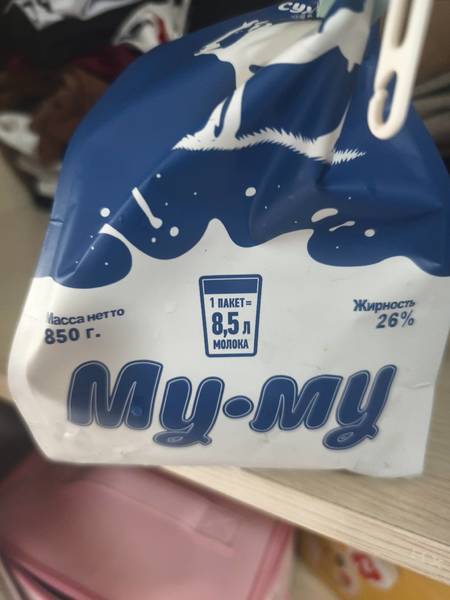 1 ПАКЕТ=
8,5 л
МОЛОКА
Масса нетто
850 г.
Жирность
26%
Му-му